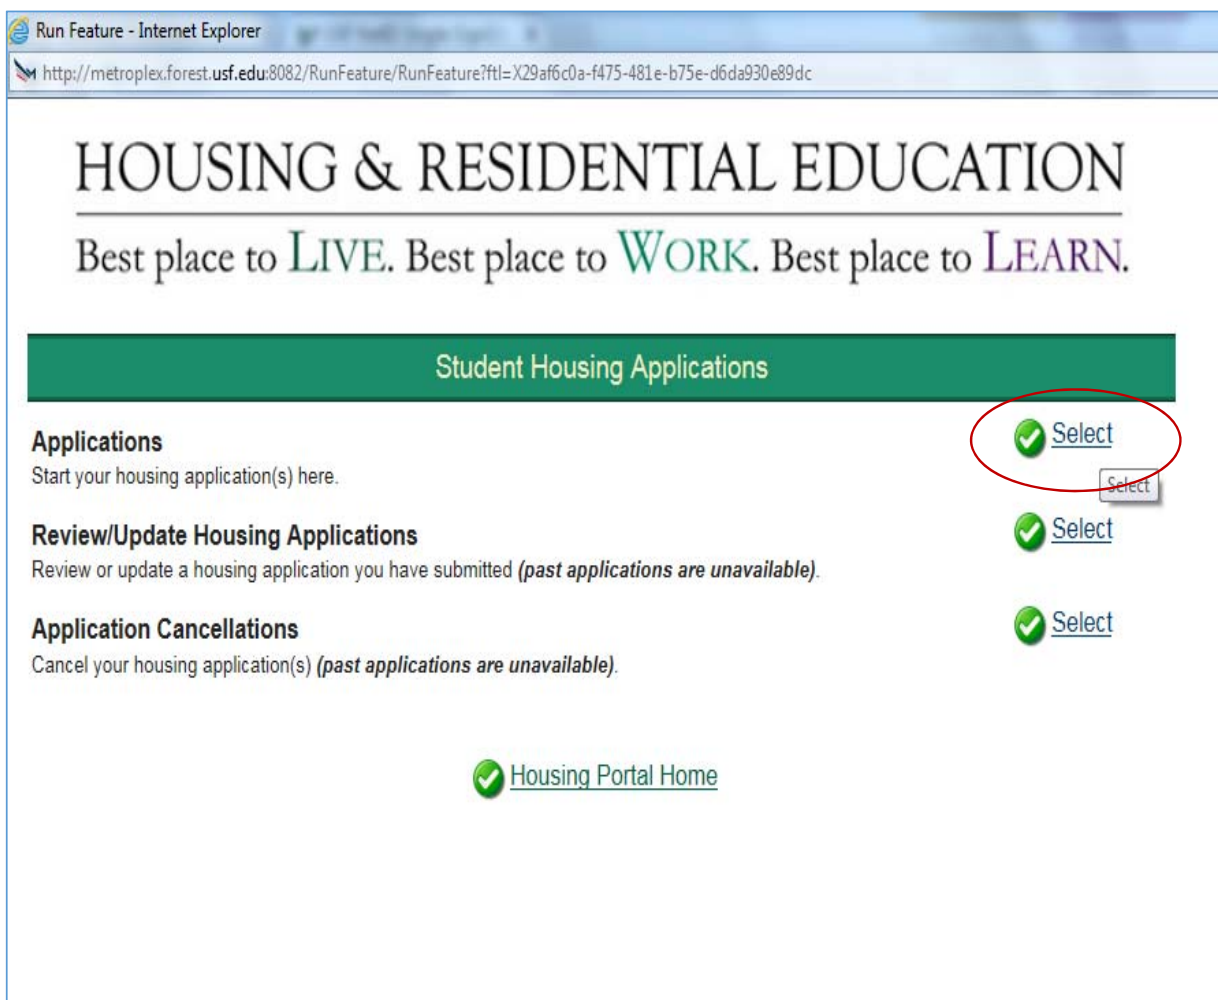 Run Feature - Internet Explorer
http://metroplex.forest.usf.edu:8082/RunFeature/RunFeature?ftl=X29af6c0a-f475-481e-b75e-d6da930e89dc
HOUSING & RESIDENTIAL EDUCATION
Best place to LIVE. Best place to WORK. Best place to LEARN.
Student Housing Applications
Applications
Select
Start your housing application(s) here.
Select
Review/Update Housing Applications
Select
Review or update a housing application you have submitted (past applications are unavailable).
Application Cancellations
Select
Cancel your housing application(s) (past applications are unavailable).
Housing Portal Home